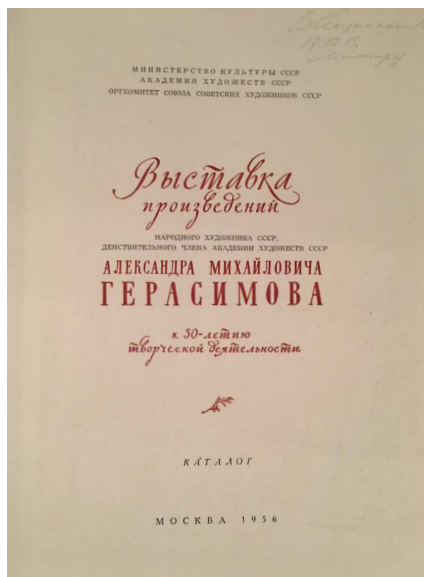 МИНИСТЕРСТВО КУЛЬТУРЫ СССР
АКАДЕМИЯ ХУДОЖЕСТВ СССР
ОРГКОМИТЕТ СОЮЗА СОВЕТСКИХ ХУДОЖНИКОВ СССР
Выставка
произведений
НАРОДНОГО ХУДОЖНИКА СССР,
ДЕЙСТВИТЕЛЬНОГО ЧЛЕНА АКАДЕМИИ ХУДОЖЕСТВ СССР
АЛЕКСАНДРА МИХАЙЛОВИЧА
ГЕРАСИМОВА
к 50-летию
творческой деятельности
КАТАЛОГ
МОСКВА 1956